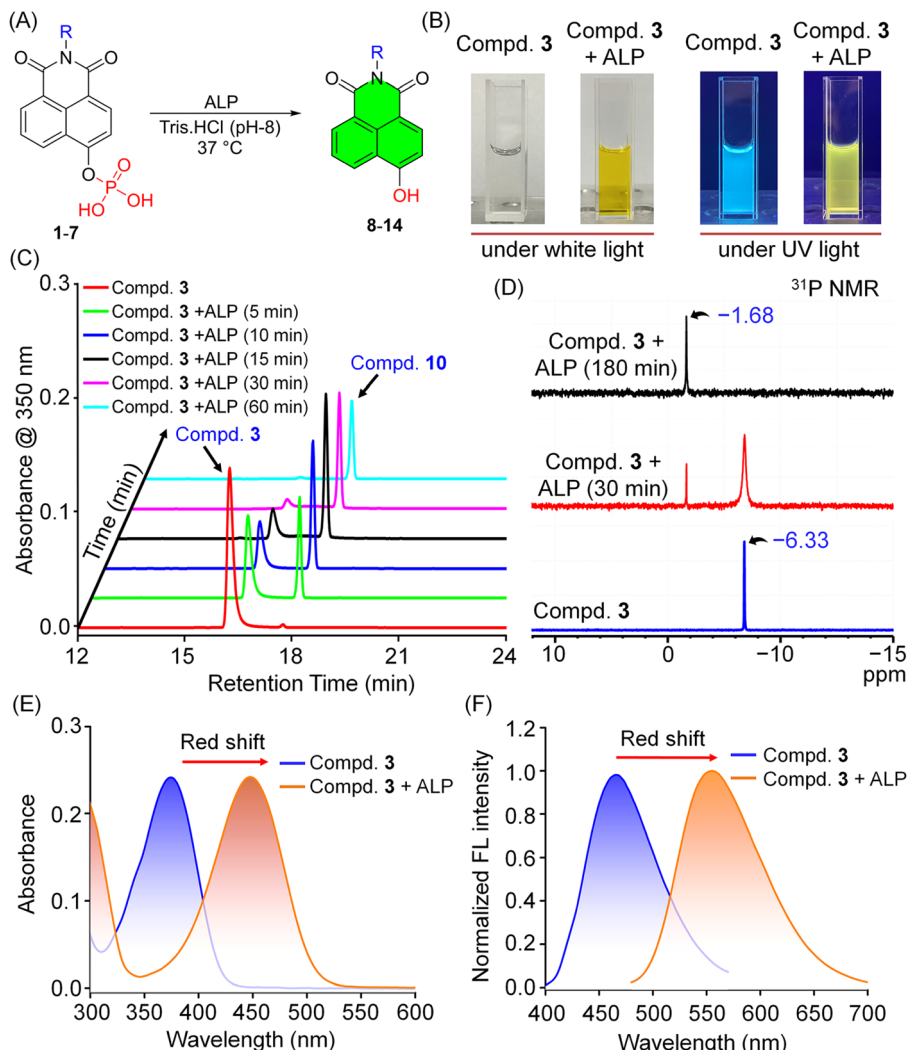 (A)
R
O N O
O
O P
HO OH
1-7
ALP
Tris.HCl (pH-8)
37 °C
R
O N O
OH
8-14
(B)
Compd. 3
Compd. 3
+ ALP
Compd. 3
Compd. 3
+ ALP
under white light
under UV light
(C)
Absorbance @ 350 nm
0.3
0.2
0.1
0.0
Compd. 3
Compd. 3 +ALP (5 min)
Compd. 3 +ALP (10 min)
Compd. 3 +ALP (15 min)
Compd. 3 +ALP (30 min)
Compd. 3 +ALP (60 min)
Compd. 10
Compd. 3
Time (min)
12 15 18 21 24
Retention Time (min)
(D)
31P NMR
−1.68
Compd. 3 +
ALP (180 min)
Compd. 3 +
ALP (30 min)
−6.33
Compd. 3
10 0 −10 −15
ppm
(E)
Absorbance
0.3
0.2
0.1
0.0
Red shift
Compd. 3
Compd. 3 + ALP
300 350 400 450 500 550 600
Wavelength (nm)
(F)
Normalized FL intensity
1.2
1.0
0.8
0.6
0.4
0.2
0.0
Red shift
Compd. 3
Compd. 3 + ALP
400 450 500 550 600 650 700
Wavelength (nm)